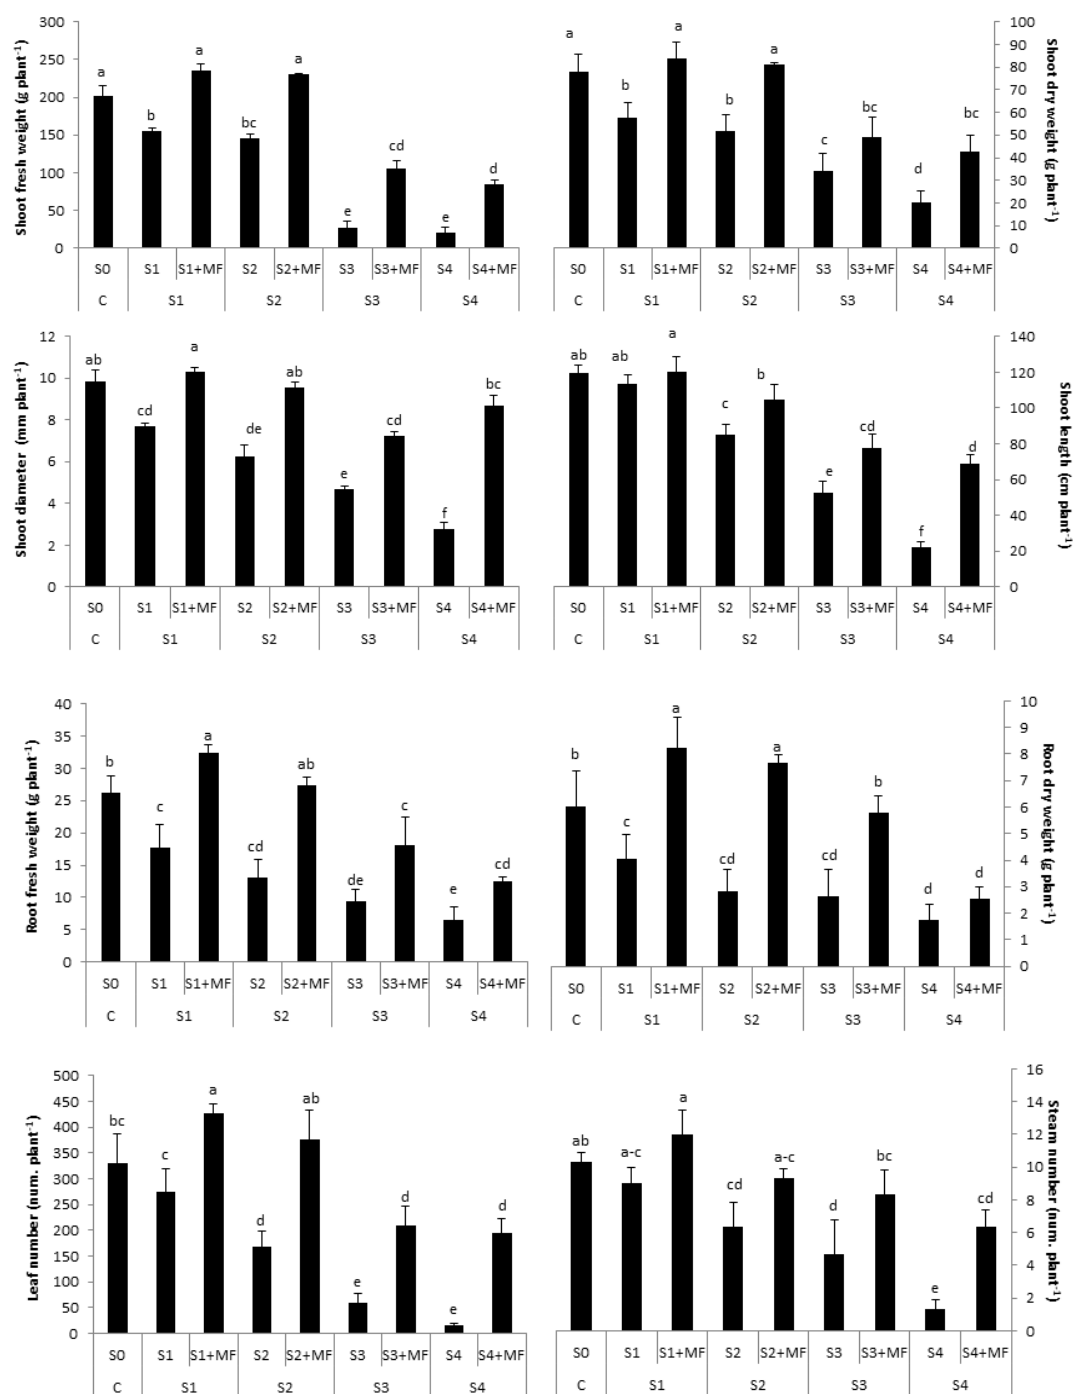 Shoot fresh weight (g plant-1)
300
250
200
150
100
50
0
a
b
a
bc
a
e
cd
e
d
S0 S1 S1+MF S2 S2+MF S3 S3+MF S4 S4+MF
C S1 S2 S3 S4
Shoot dry weight (g plant-1)
100
90
80
70
60
50
40
30
20
10
0
a
b
a
b
a
c
bc
d
bc
S0 S1 S1+MF S2 S2+MF S3 S3+MF S4 S4+MF
C S1 S2 S3 S4
Shoot diameter (mm plant-1)
12
10
8
6
4
2
0
ab
cd
a
de
ab
e
cd
f
bc
S0 S1 S1+MF S2 S2+MF S3 S3+MF S4 S4+MF
C S1 S2 S3 S4
Shoot length (cm plant-1)
140
120
100
80
60
40
20
0
ab
ab
a
c
b
e
cd
f
d
S0 S1 S1+MF S2 S2+MF S3 S3+MF S4 S4+MF
C S1 S2 S3 S4
Root fresh weight (g plant-1)
40
35
30
25
20
15
10
5
0
b
c
a
cd
ab
de
c
e
cd
S0 S1 S1+MF S2 S2+MF S3 S3+MF S4 S4+MF
C S1 S2 S3 S4
Root dry weight (g plant-1)
10
9
8
7
6
5
4
3
2
1
0
b
c
a
cd
a
cd
b
d
d
S0 S1 S1+MF S2 S2+MF S3 S3+MF S4 S4+MF
C S1 S2 S3 S4
Leaf number (num. plant-1)
500
450
400
350
300
250
200
150
100
50
0
bc
c
a
d
ab
e
d
e
d
S0 S1 S1+MF S2 S2+MF S3 S3+MF S4 S4+MF
C S1 S2 S3 S4
Steam number (num. plant-1)
16
14
12
10
8
6
4
2
0
ab
a-c
a
cd
a-c
d
bc
e
cd
S0 S1 S1+MF S2 S2+MF S3 S3+MF S4 S4+MF
C S1 S2 S3 S4